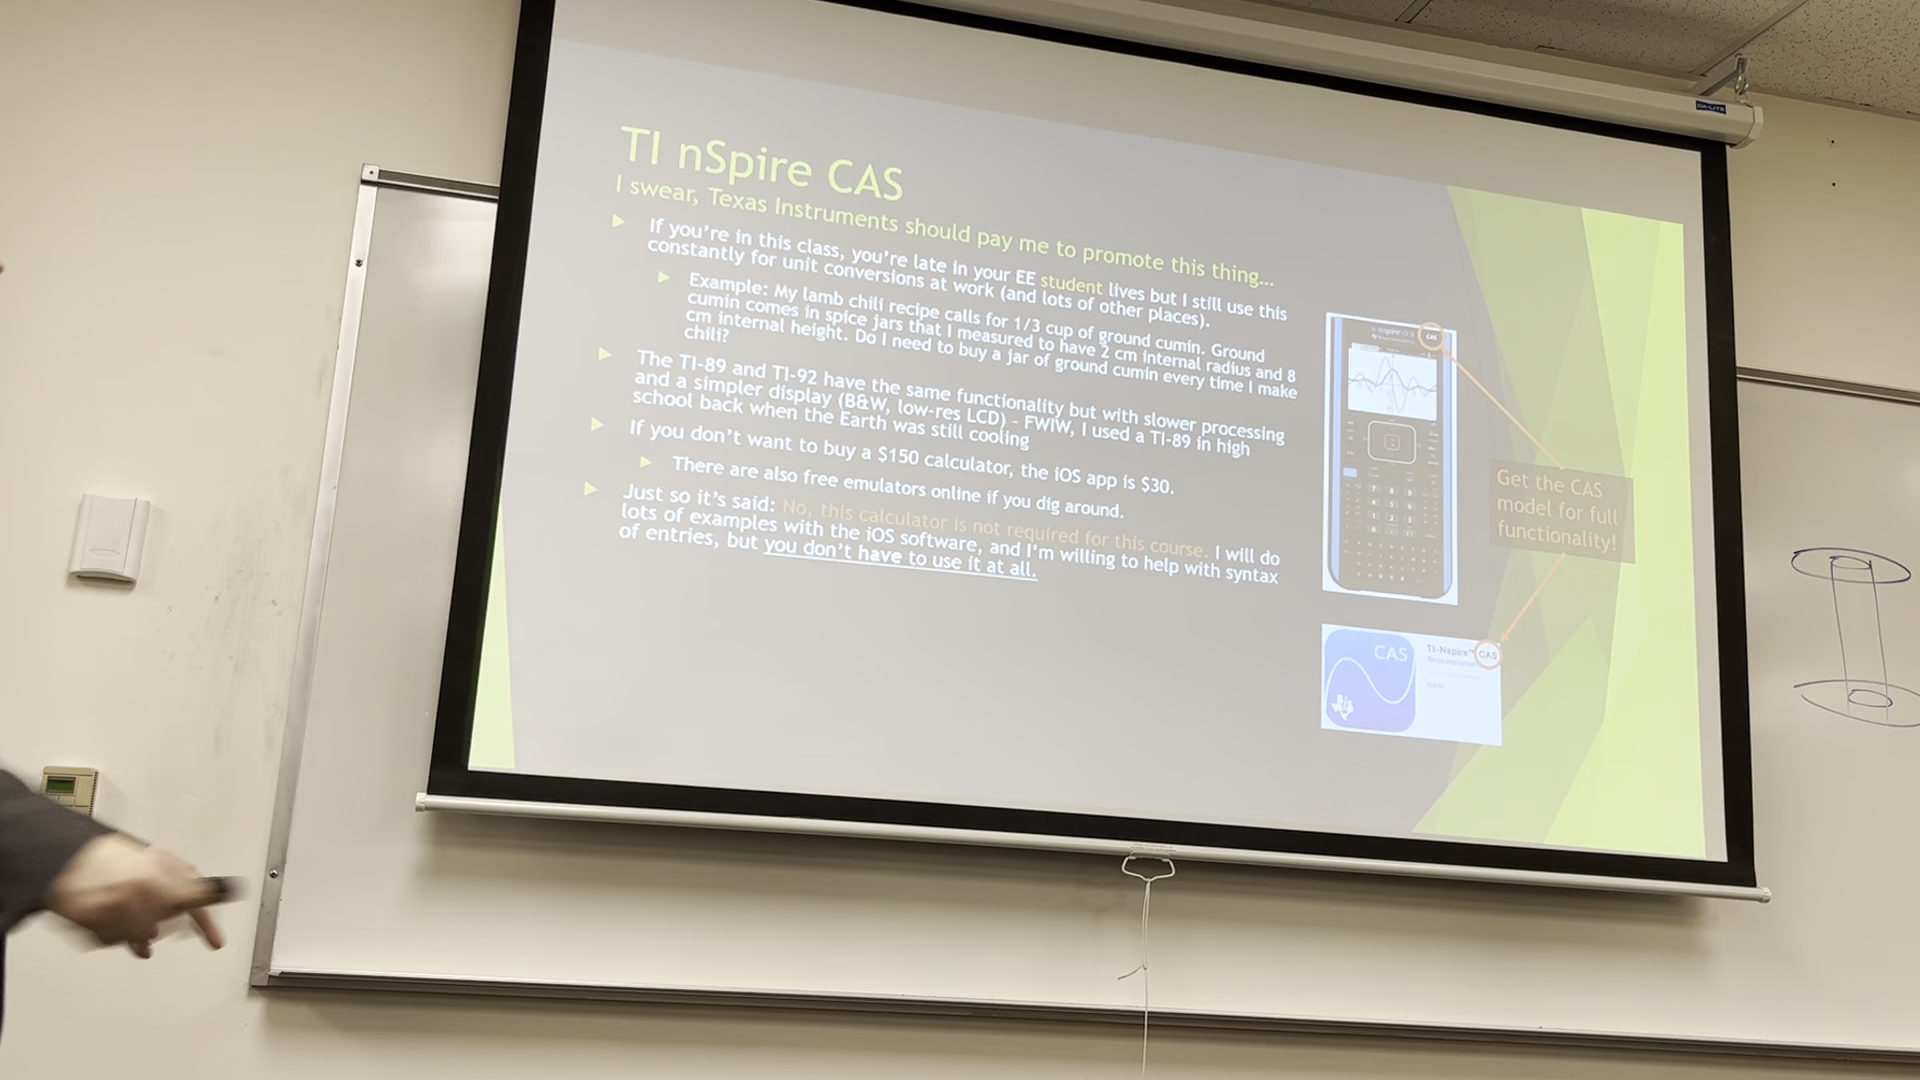 DA-LITE
TI nSpire CAS
I swear, Texas Instruments should pay me to promote this thing...
If you're in this class, you're late in your EE student lives but I still use this
constantly for unit conversions at work (and lots of other places).
Example: My lamb chili recipe calls for 1/3 cup of ground cumin. Ground
cumin comes in spice jars that I measured to have 2 cm internal radius and 8
cm internal height. Do I need to buy a jar of ground cumin every time I make
chili?
The TI-89 and TI-92 have the same functionality but with slower processing
and a simpler display (B&W, low-res LCD) - FWIW, I used a TI-89 in high
school back when the Earth was still cooling
If you don't want to buy a $150 calculator, the iOS app is $30.
There are also free emulators online if you dig around.
Just so it's said: No, this calculator is not required for this course. I will do
lots of examples with the iOS software, and I'm willing to help with syntax
of entries, but you don't have to use it at all.
CAS
Get the CAS
model for full
functionality!
CAS
TI-Nspire™ CAS